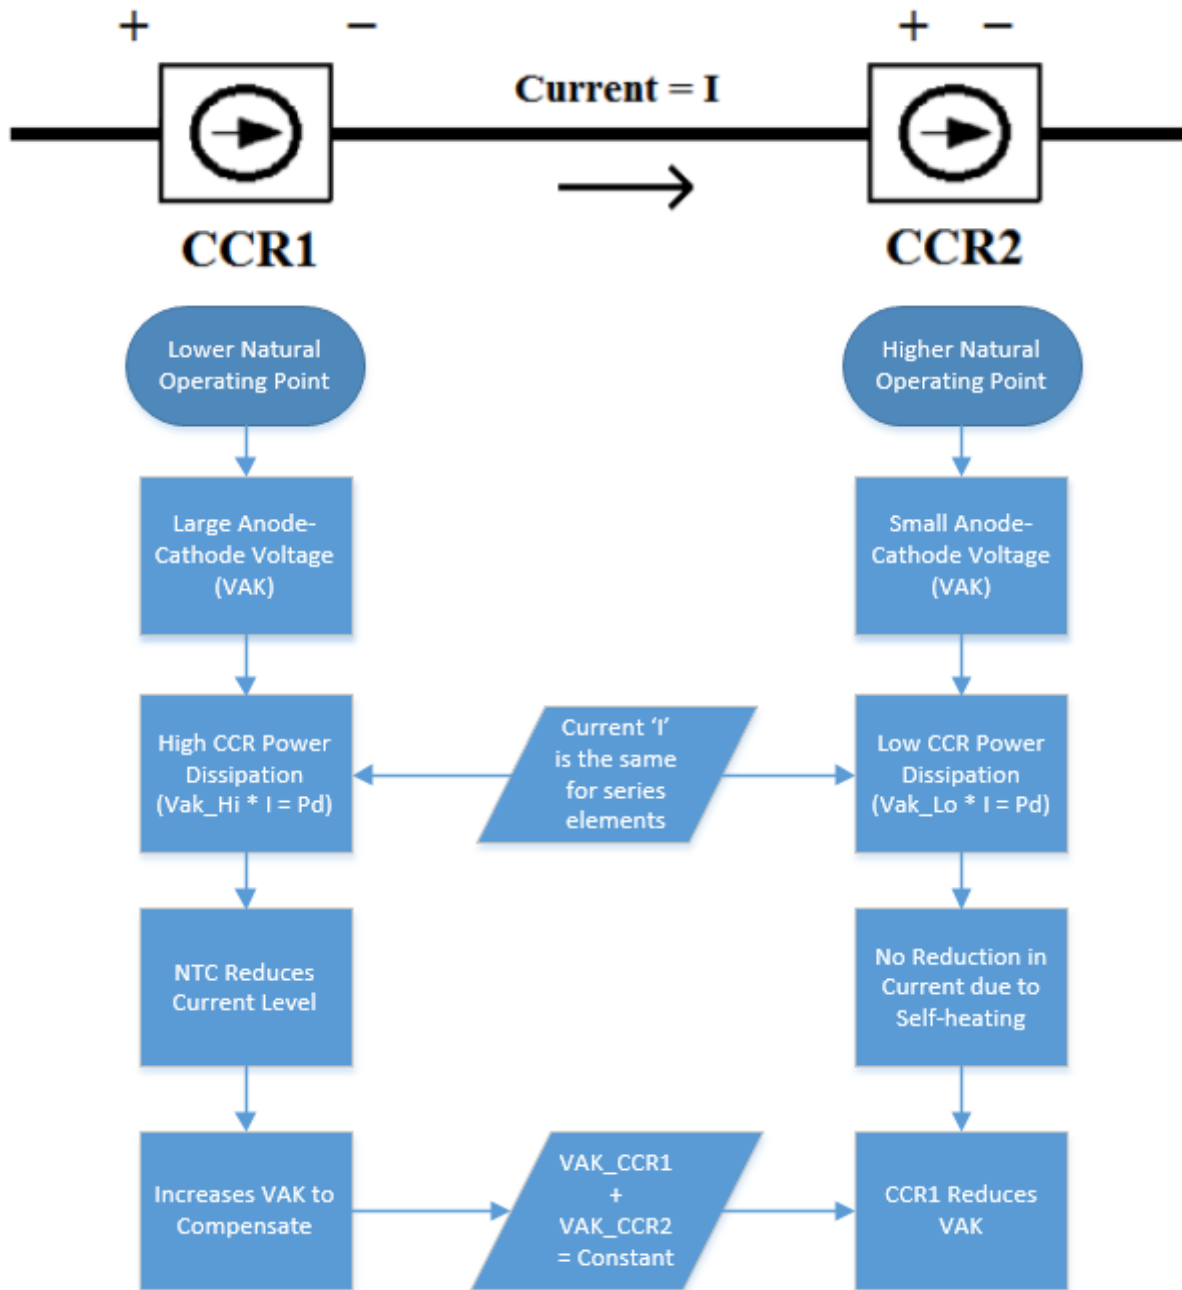 + − + −
Current = I
CCR1
CCR2
Lower Natural
Operating Point
Higher Natural
Operating Point
Large Anode-
Cathode Voltage
(VAK)
Small Anode-
Cathode Voltage
(VAK)
High CCR Power
Dissipation
(Vak_Hi * I = Pd)
Current ‘I’
is the same
for series
elements
Low CCR Power
Dissipation
(Vak_Lo * I = Pd)
NTC Reduces
Current Level
No Reduction in
Current due to
Self-heating
Increases VAK to
Compensate
VAK_CCR1
+
VAK_CCR2
= Constant
CCR1 Reduces
VAK